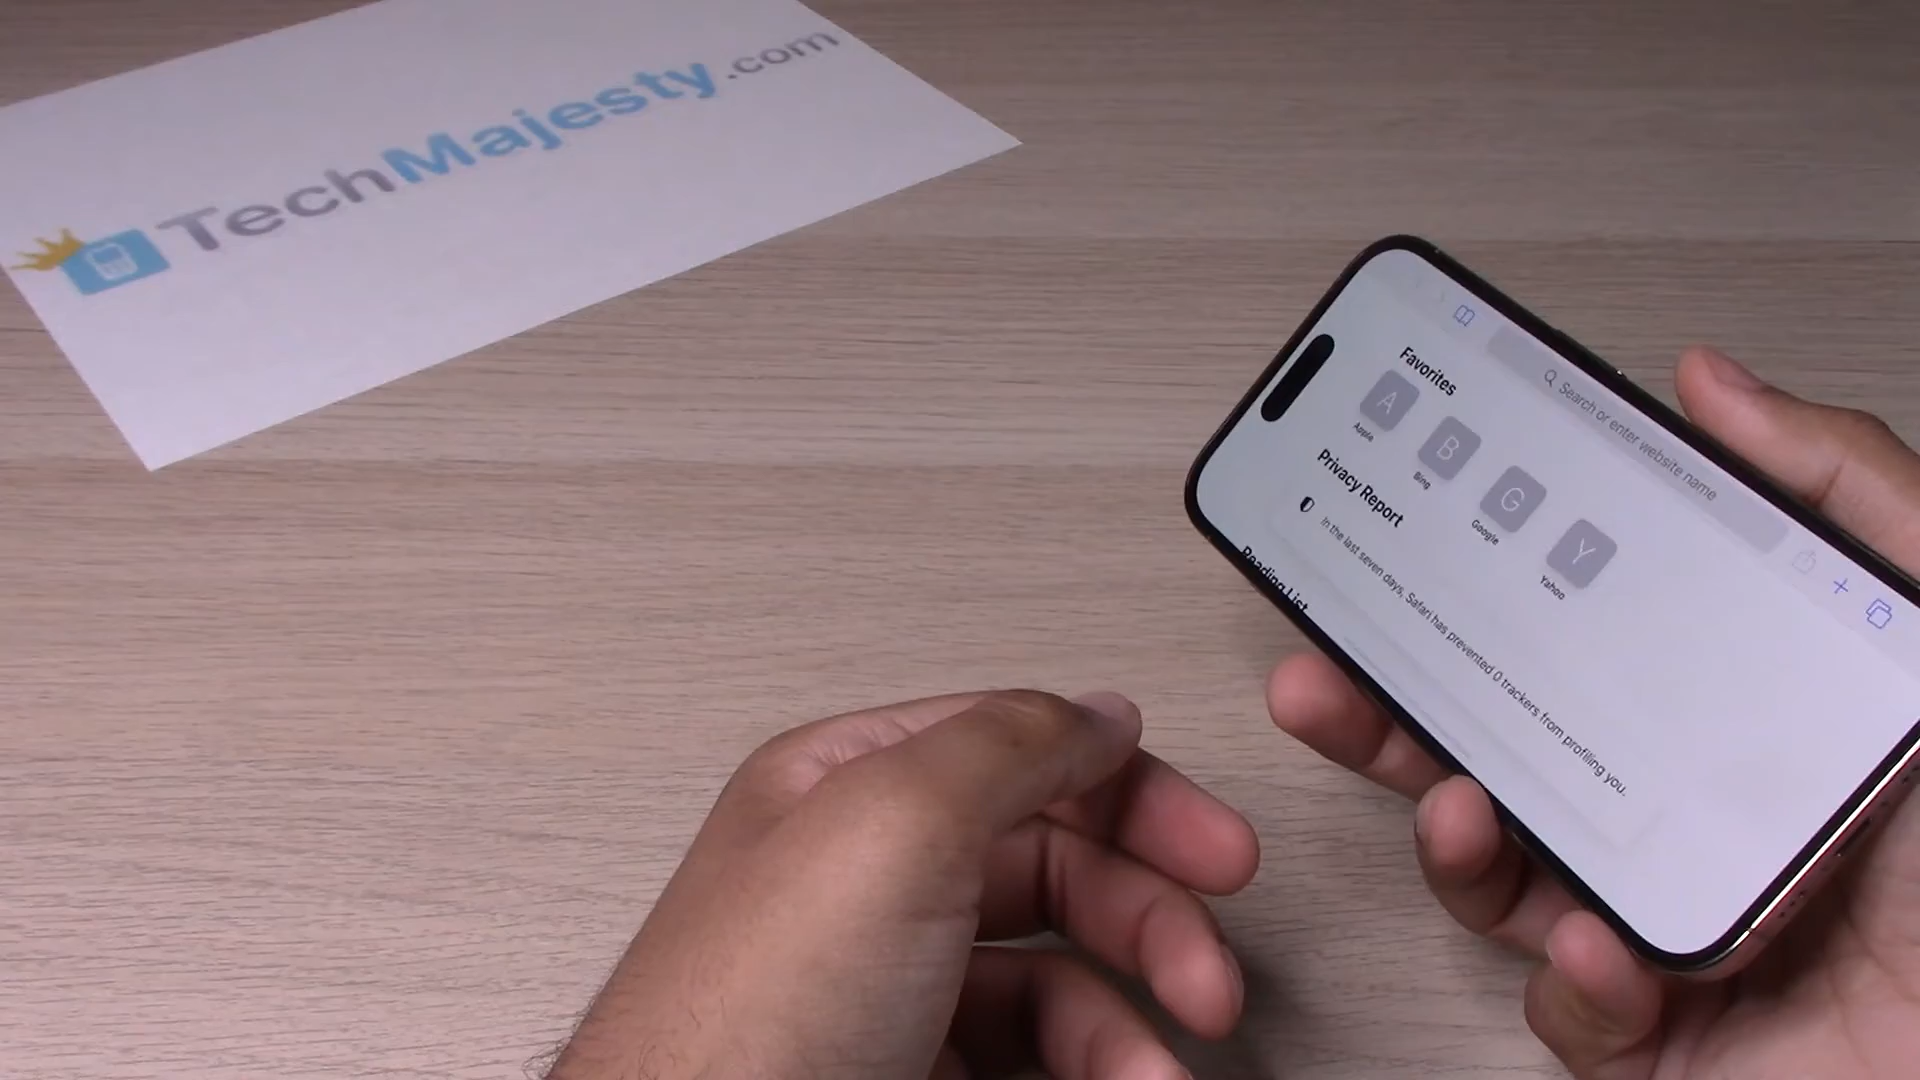 TechMajesty.com
Search or enter website name
Favorites
A
B
G
Y
Apple
Bing
Google
Yahoo
Privacy Report
In the last seven days, Safari has prevented 0 trackers from profiling you.
Reading List